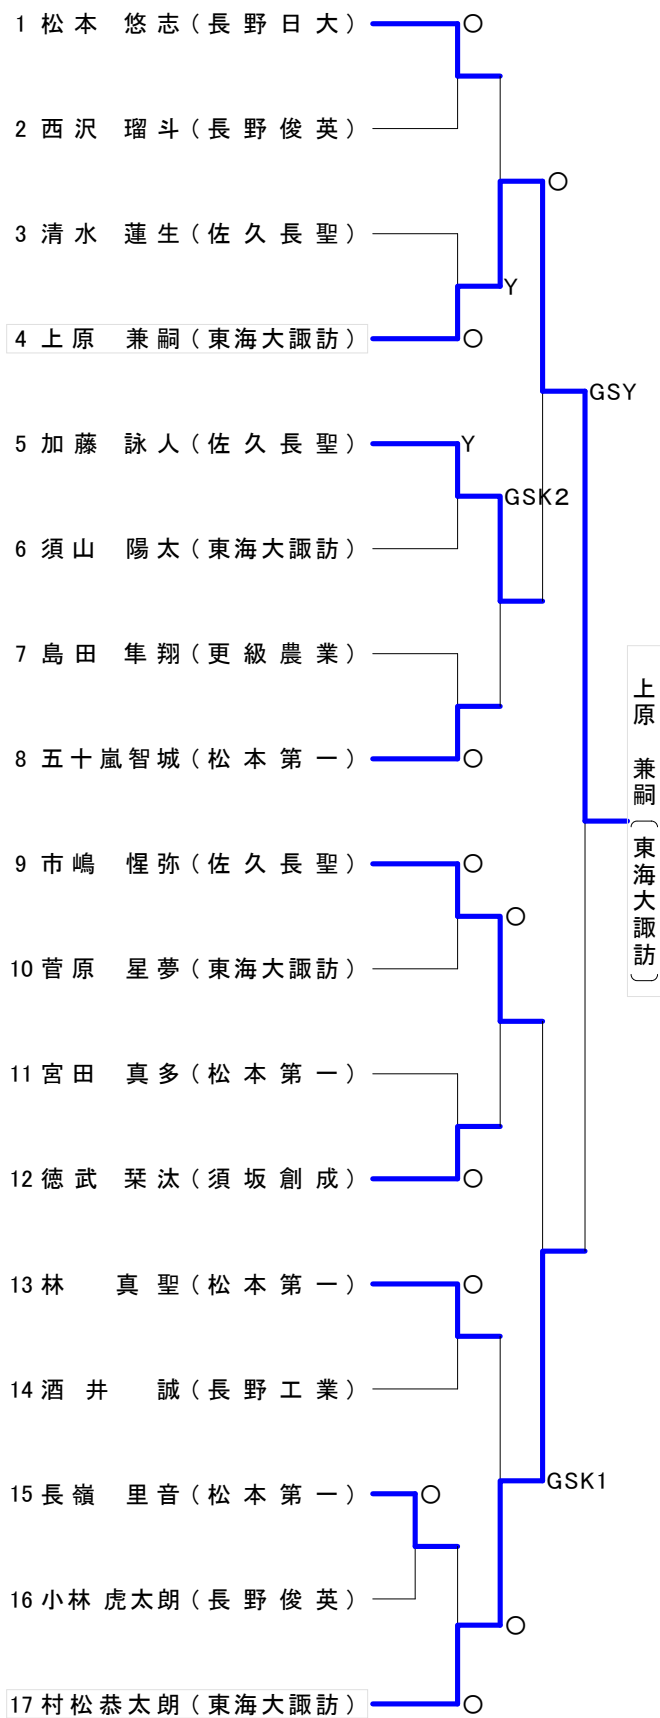 1 松本 悠志(長野日大) ○
2 西沢 瑠斗(長野俊英)
○
3 清水 蓮生(佐久長聖)
Y
4 上原 兼嗣(東海大諏訪) ○
GSY
5 加藤 詠人(佐久長聖) Y
GSK2
6 須山 陽太(東海大諏訪)
7 島田 隼翔(更級農業)
8 五十嵐智城(松本第一) ○
上原 兼嗣(東海大諏訪)
9 市嶋 惺弥(佐久長聖) ○
○
10 菅原 星夢(東海大諏訪)
11 宮田 真多(松本第一)
12 徳武 栞汰(須坂創成) ○
13 林 真聖(松本第一) ○
14 酒井 誠(長野工業)
GSK1
15 長嶺 里音(松本第一) ○
16 小林 虎太朗(長野俊英)
○
17 村松恭太朗(東海大諏訪) ○